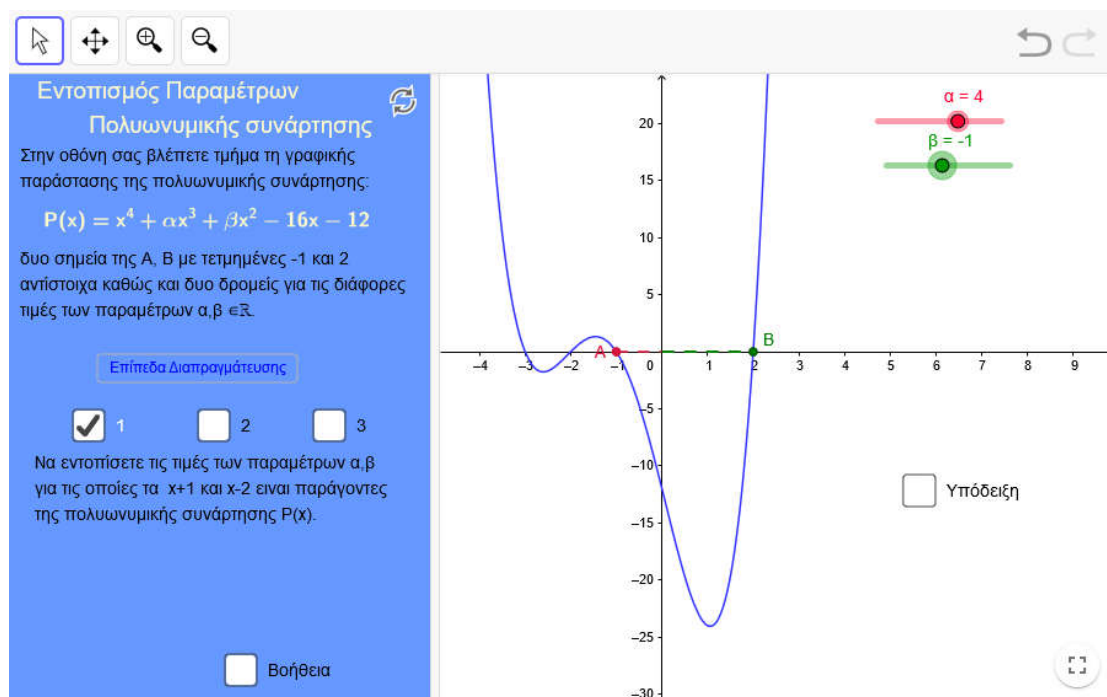 Εντοπισμός Παραμέτρων
Πολυωνυμικής συνάρτησης
Στην οθόνη σας βλέπετε τμήμα τη γραφικής
παράστασης της πολυωνυμικής συνάρτησης:
P(x) = x⁴ + αx³ + βx² − 16x − 12
δυο σημεία της Α, Β με τετμημένες -1 και 2
αντίστοιχα καθώς και δυο δρομείς για τις διάφορες
τιμές των παραμέτρων α,β ∈ℝ.
Επίπεδα Διαπραγμάτευσης
1 2 3
Να εντοπίσετε τις τιμές των παραμέτρων α,β
για τις οποίες τα x+1 και x-2 ειναι παράγοντες
της πολυωνυμικής συνάρτησης P(x).
Βοήθεια
α = 4
β = -1
20
15
10
5
A
B
–4 –3 –2 –1 0 1 2 3 4 5 6 7 8 9
–5
–10
–15
–20
–25
–30
Υπόδειξη